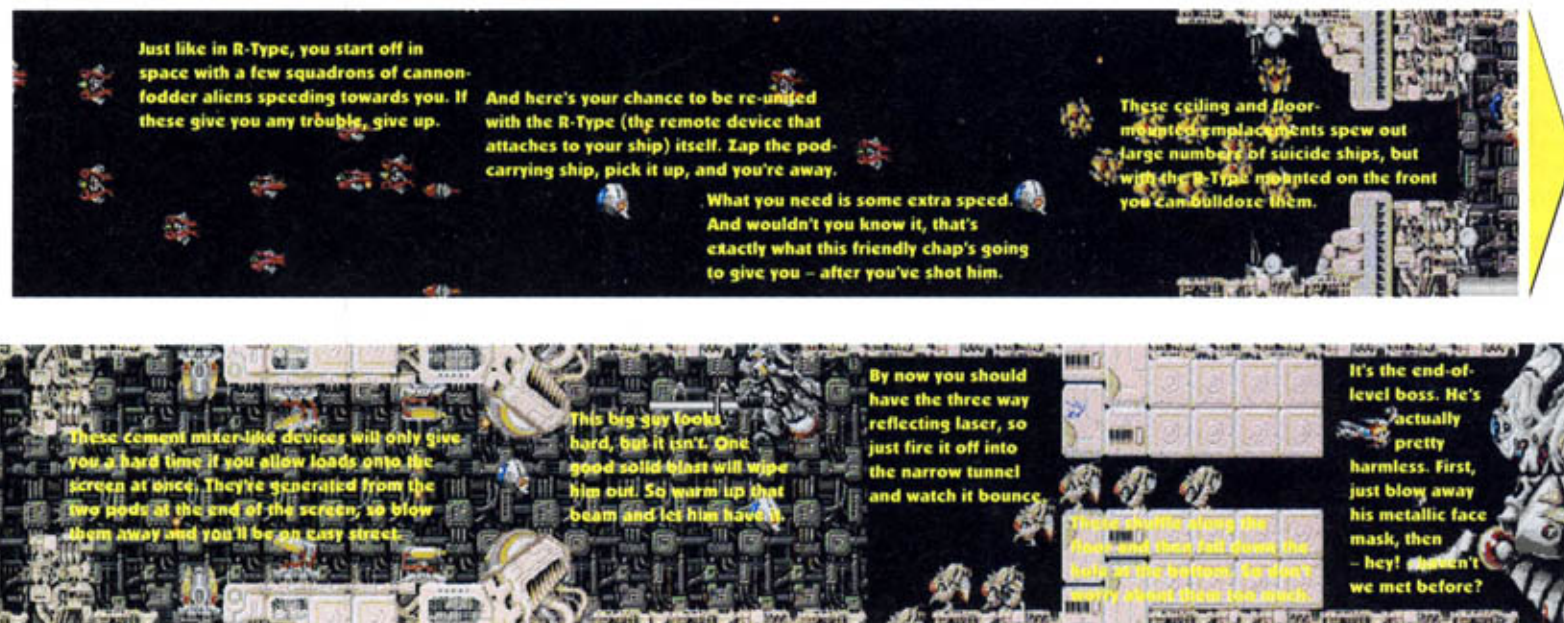 Just like in R-Type, you start off in
space with a few squadrons of cannon-
fodder aliens speeding towards you. If
these give you any trouble, give up.
And here's your chance to be re-united
with the R-Type (the remote device that
attaches to your ship) itself. Zap the pod-
carrying ship, pick it up, and you're away.
What you need is some extra speed.
And wouldn't you know it, that's
exactly what this friendly chap's going
to give you – after you've shot him.
These ceiling and floor-
mounted emplacements spew out
large numbers of suicide ships, but
with the R-Type mounted on the front
you can bulldoze them.
These cement mixer-like devices will only give
you a hard time if you allow loads onto the
screen at once. They're generated from the
two pods at the end of the screen, so blow
them away and you'll be on easy street.
This big guy looks
hard, but it isn't. One
good solid blast will wipe
him out. So warm up that
beam and let him have it.
By now you should
have the three way
reflecting laser, so
just fire it off into
the narrow tunnel
and watch it bounce.
These shuffle along the
floor and then fall down the
hole at the bottom. So don't
worry about them too much.
It's the end-of-
level boss. He's
actually
pretty
harmless. First,
just blow away
his metallic face
mask, then
– hey! – haven't
we met before?